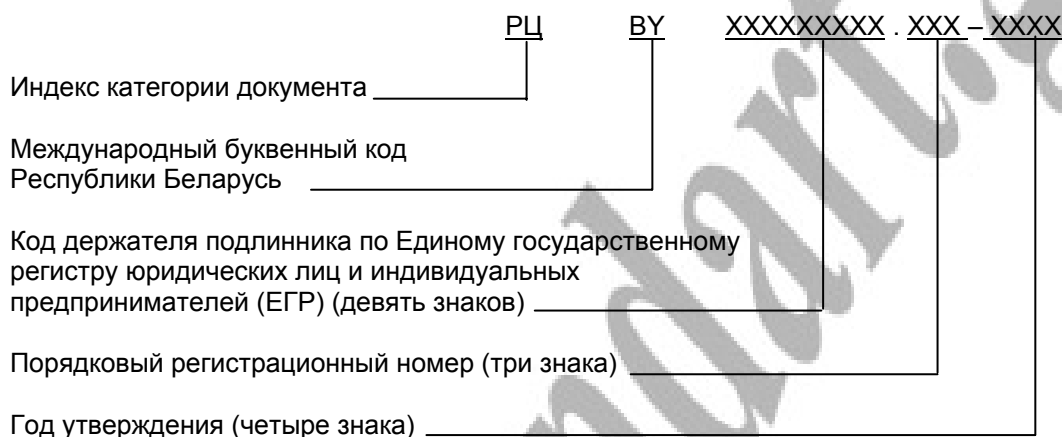 РЦ BY XXXXXXXXX . XXX – XXXX
Индекс категории документа
Международный буквенный код
Республики Беларусь
Код держателя подлинника по Единому государственному
регистру юридических лиц и индивидуальных
предпринимателей (ЕГР) (девять знаков)
Порядковый регистрационный номер (три знака)
Год утверждения (четыре знака)